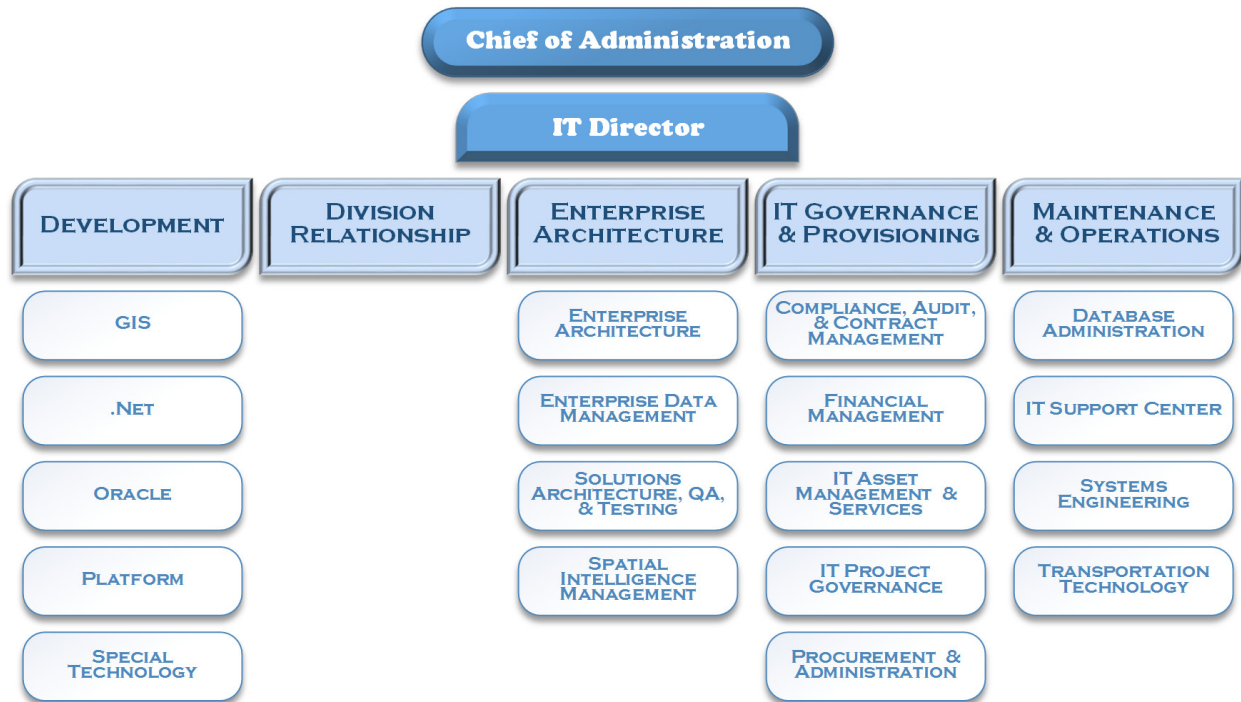 Chief of Administration
IT Director
Development
Division
Relationship
Enterprise
Architecture
IT Governance
& Provisioning
Maintenance
& Operations
GIS
.Net
Oracle
Platform
Special
Technology
Enterprise
Architecture
Enterprise Data
Management
Solutions
Architecture, QA,
& Testing
Spatial
Intelligence
Management
Compliance, Audit,
& Contract
Management
Financial
Management
IT Asset
Management &
Services
IT Project
Governance
Procurement &
Administration
Database
Administration
IT Support Center
Systems
Engineering
Transportation
Technology